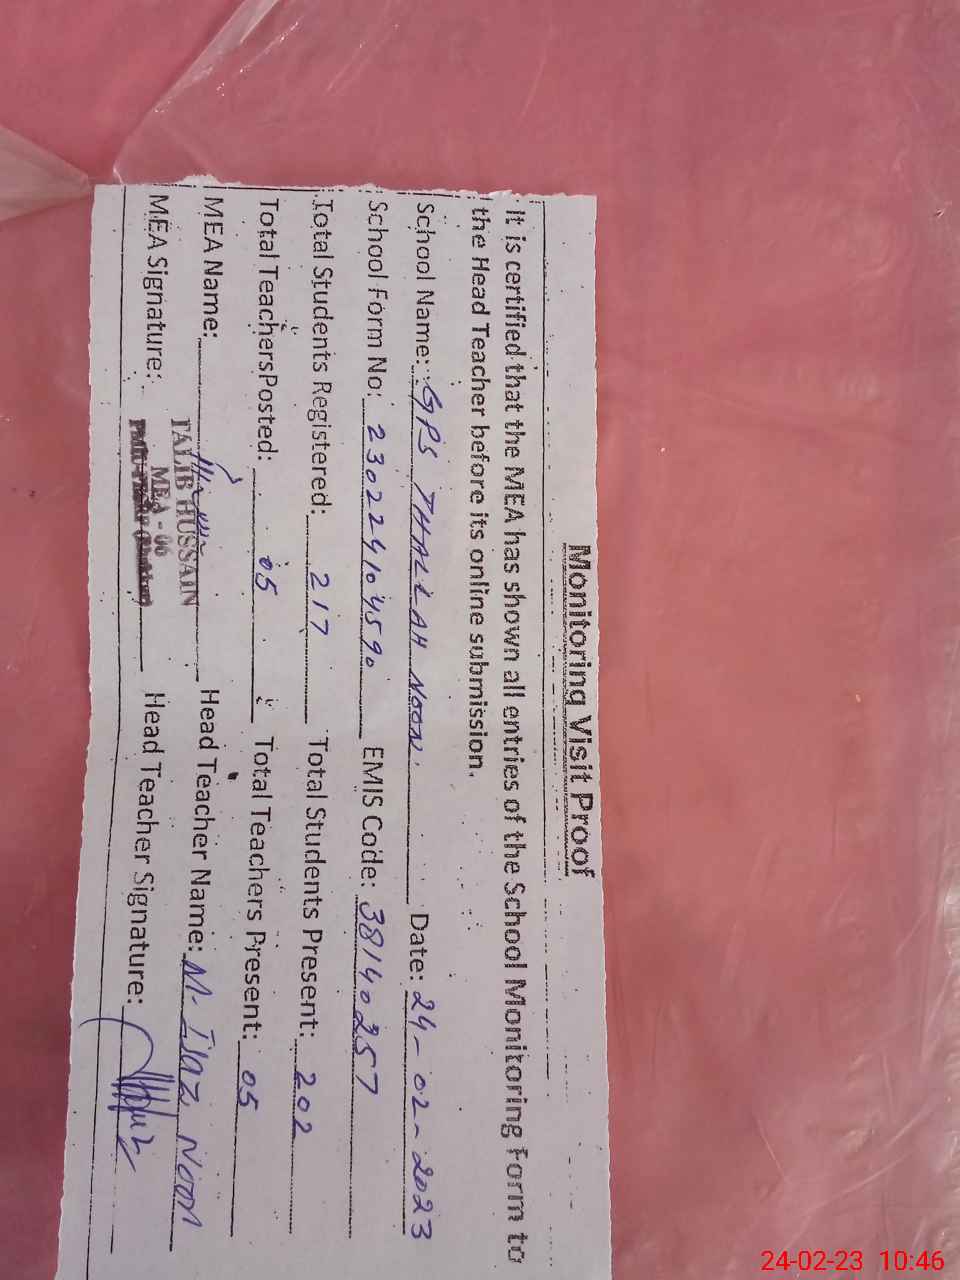 Monitoring Visit Proof
It is certified that the MEA has shown all entries of the School Monitoring Form to
the Head Teacher before its online submission.
School Name: GPS THALLAH NOON. Date: 24-02-2023
School Form No: 230224104590 EMIS Code: 38140257
Total Students Registered: 217 Total Students Present: 202
Total Teachers Posted: 05 Total Teachers Present: 05
MEA Name: Head Teacher Name: M. Ijaz Noon
TALIB HUSSAIN
MEA Signature: MEA - 06 Head Teacher Signature:
24-02-23 10:46